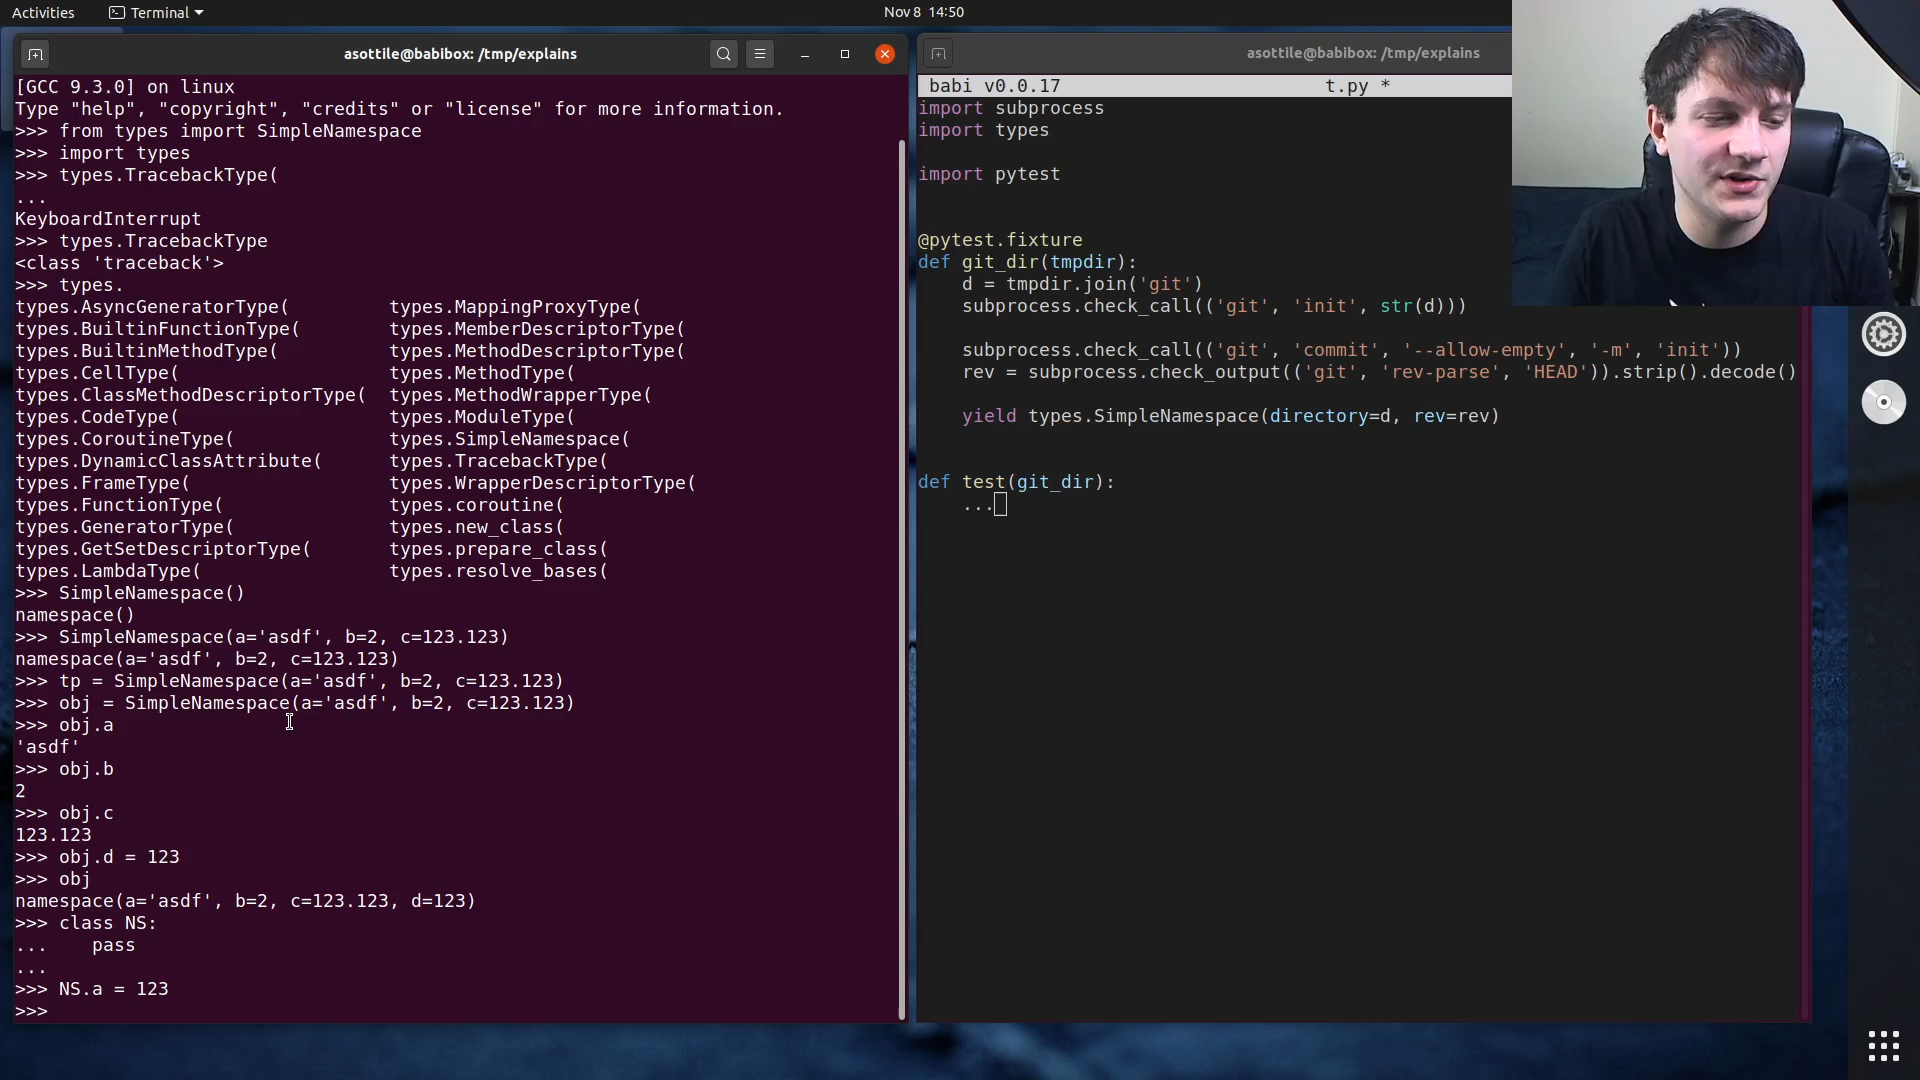 Activities
Terminal
Nov 8 14:50
asottile@babibox: /tmp/explains
[GCC 9.3.0] on linux
Type "help", "copyright", "credits" or "license" for more information.
>>> from types import SimpleNamespace
>>> import types
>>> types.TracebackType(
...
KeyboardInterrupt
>>> types.TracebackType
<class 'traceback'>
>>> types.
types.AsyncGeneratorType(         types.MappingProxyType(
types.BuiltinFunctionType(        types.MemberDescriptorType(
types.BuiltinMethodType(          types.MethodDescriptorType(
types.CellType(                   types.MethodType(
types.ClassMethodDescriptorType(  types.MethodWrapperType(
types.CodeType(                   types.ModuleType(
types.CoroutineType(              types.SimpleNamespace(
types.DynamicClassAttribute(      types.TracebackType(
types.FrameType(                  types.WrapperDescriptorType(
types.FunctionType(               types.coroutine(
types.GeneratorType(              types.new_class(
types.GetSetDescriptorType(       types.prepare_class(
types.LambdaType(                 types.resolve_bases(
>>> SimpleNamespace()
namespace()
>>> SimpleNamespace(a='asdf', b=2, c=123.123)
namespace(a='asdf', b=2, c=123.123)
>>> tp = SimpleNamespace(a='asdf', b=2, c=123.123)
>>> obj = SimpleNamespace(a='asdf', b=2, c=123.123)
>>> obj.a
'asdf'
>>> obj.b
2
>>> obj.c
123.123
>>> obj.d = 123
>>> obj
namespace(a='asdf', b=2, c=123.123, d=123)
>>> class NS:
...    pass
...
>>> NS.a = 123
>>>
asottile@babibox: /tmp/explains
babi v0.0.17                        t.py *
import subprocess
import types

import pytest


@pytest.fixture
def git_dir(tmpdir):
    d = tmpdir.join('git')
    subprocess.check_call(('git', 'init', str(d)))

    subprocess.check_call(('git', 'commit', '--allow-empty', '-m', 'init'))
    rev = subprocess.check_output(('git', 'rev-parse', 'HEAD')).strip().decode()

    yield types.SimpleNamespace(directory=d, rev=rev)


def test(git_dir):
    ...